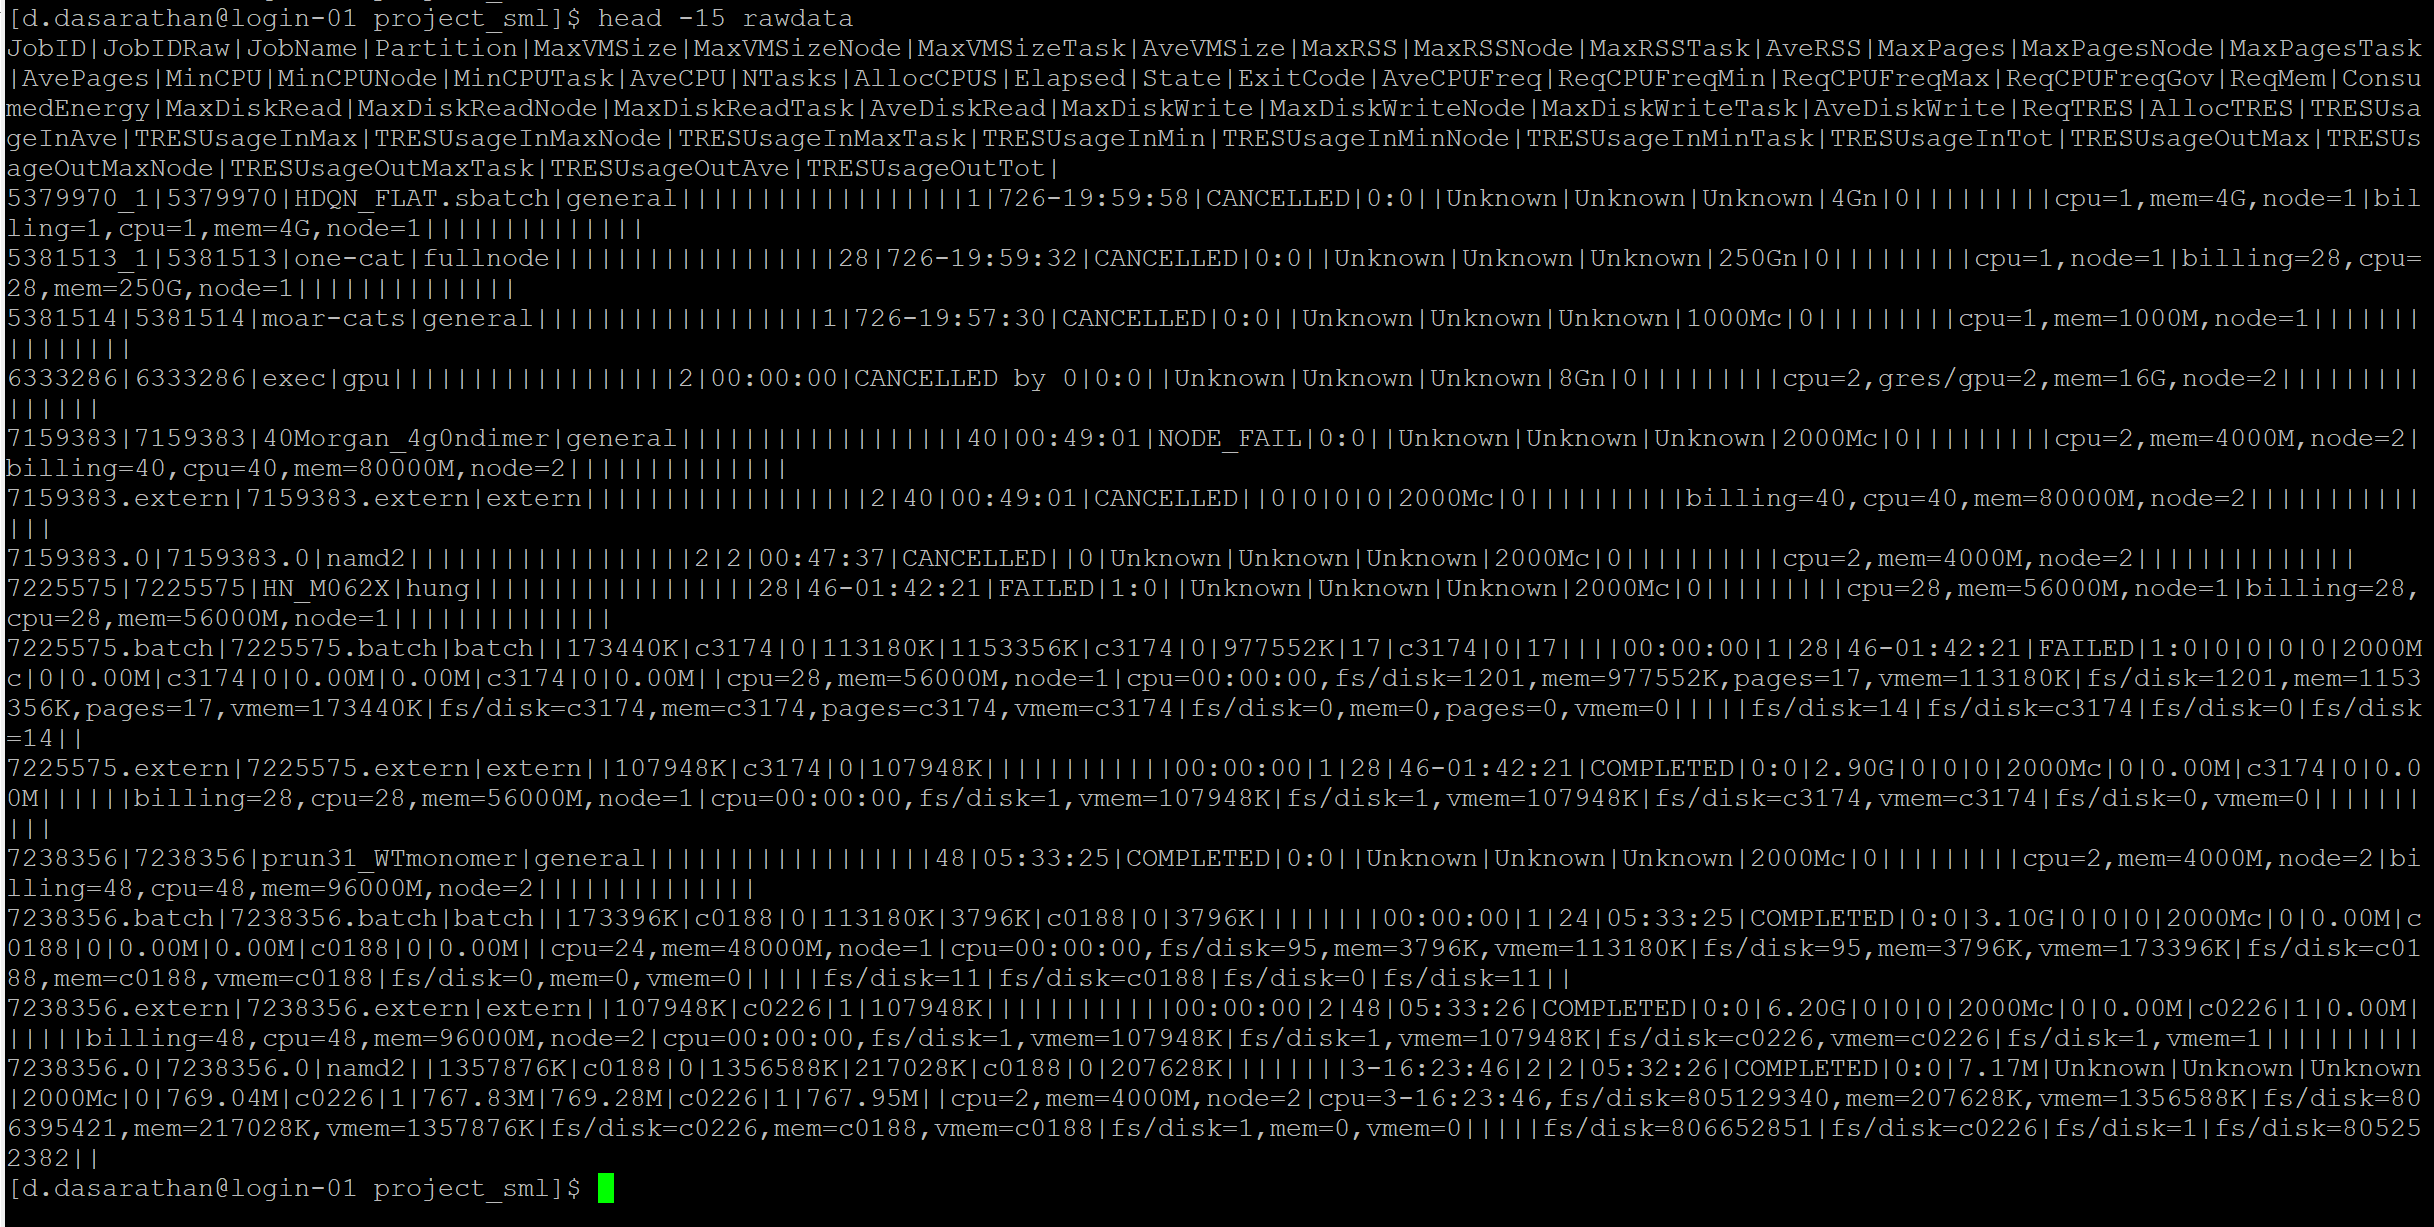 [d.dasarathan@login-01 project_sml]$ head -15 rawdata
JobID|JobIDRaw|JobName|Partition|MaxVMSize|MaxVMSizeNode|MaxVMSizeTask|AveVMSize|MaxRSS|MaxRSSNode|MaxRSSTask|AveRSS|MaxPages|MaxPagesNode|MaxPagesTask
|AvePages|MinCPU|MinCPUNode|MinCPUTask|AveCPU|NTasks|AllocCPUS|Elapsed|State|ExitCode|AveCPUFreq|ReqCPUFreqMin|ReqCPUFreqMax|ReqCPUFreqGov|ReqMem|Consu
medEnergy|MaxDiskRead|MaxDiskReadNode|MaxDiskReadTask|AveDiskRead|MaxDiskWrite|MaxDiskWriteNode|MaxDiskWriteTask|AveDiskWrite|ReqTRES|AllocTRES|TRESUsa
geInAve|TRESUsageInMax|TRESUsageInMaxNode|TRESUsageInMaxTask|TRESUsageInMin|TRESUsageInMinNode|TRESUsageInMinTask|TRESUsageInTot|TRESUsageOutMax|TRESUs
ageOutMaxNode|TRESUsageOutMaxTask|TRESUsageOutAve|TRESUsageOutTot|
5379970_1|5379970|HDQN_FLAT.sbatch|general||||||||||||||||||1|726-19:59:58|CANCELLED|0:0||Unknown|Unknown|Unknown|4Gn|0|||||||||cpu=1,mem=4G,node=1|bil
ling=1,cpu=1,mem=4G,node=1||||||||||||||
5381513_1|5381513|one-cat|fullnode||||||||||||||||||28|726-19:59:32|CANCELLED|0:0||Unknown|Unknown|Unknown|250Gn|0|||||||||cpu=1,node=1|billing=28,cpu=
28,mem=250G,node=1||||||||||||||
5381514|5381514|moar-cats|general||||||||||||||||||1|726-19:57:30|CANCELLED|0:0||Unknown|Unknown|Unknown|1000Mc|0|||||||||cpu=1,mem=1000M,node=1|||||||
||||||||
6333286|6333286|exec|gpu||||||||||||||||||2|00:00:00|CANCELLED by 0|0:0||Unknown|Unknown|Unknown|8Gn|0|||||||||cpu=2,gres/gpu=2,mem=16G,node=2|||||||||
||||||
7159383|7159383|40Morgan_4g0ndimer|general||||||||||||||||||40|00:49:01|NODE_FAIL|0:0||Unknown|Unknown|Unknown|2000Mc|0|||||||||cpu=2,mem=4000M,node=2|
billing=40,cpu=40,mem=80000M,node=2||||||||||||||
7159383.extern|7159383.extern|extern||||||||||||||||||2|40|00:49:01|CANCELLED||0|0|0|0|2000Mc|0||||||||||billing=40,cpu=40,mem=80000M,node=2|||||||||||
|||
7159383.0|7159383.0|namd2||||||||||||||||||2|2|00:47:37|CANCELLED||0|Unknown|Unknown|Unknown|2000Mc|0||||||||||cpu=2,mem=4000M,node=2||||||||||||||
7225575|7225575|HN_M062X|hung||||||||||||||||||28|46-01:42:21|FAILED|1:0||Unknown|Unknown|Unknown|2000Mc|0|||||||||cpu=28,mem=56000M,node=1|billing=28,
cpu=28,mem=56000M,node=1||||||||||||||
7225575.batch|7225575.batch|batch||173440K|c3174|0|113180K|1153356K|c3174|0|977552K|17|c3174|0|17||||00:00:00|1|28|46-01:42:21|FAILED|1:0|0|0|0|0|2000M
c|0|0.00M|c3174|0|0.00M|0.00M|c3174|0|0.00M||cpu=28,mem=56000M,node=1|cpu=00:00:00,fs/disk=1201,mem=977552K,pages=17,vmem=113180K|fs/disk=1201,mem=1153
356K,pages=17,vmem=173440K|fs/disk=c3174,mem=c3174,pages=c3174,vmem=c3174|fs/disk=0,mem=0,pages=0,vmem=0|||||fs/disk=14|fs/disk=c3174|fs/disk=0|fs/disk
=14||
7225575.extern|7225575.extern|extern||107948K|c3174|0|107948K||||||||||||00:00:00|1|28|46-01:42:21|COMPLETED|0:0|2.90G|0|0|0|2000Mc|0|0.00M|c3174|0|0.0
0M||||||billing=28,cpu=28,mem=56000M,node=1|cpu=00:00:00,fs/disk=1,vmem=107948K|fs/disk=1,vmem=107948K|fs/disk=c3174,vmem=c3174|fs/disk=0,vmem=0|||||||
|||
7238356|7238356|prun31_WTmonomer|general||||||||||||||||||48|05:33:25|COMPLETED|0:0||Unknown|Unknown|Unknown|2000Mc|0|||||||||cpu=2,mem=4000M,node=2|bi
lling=48,cpu=48,mem=96000M,node=2||||||||||||||
7238356.batch|7238356.batch|batch||173396K|c0188|0|113180K|3796K|c0188|0|3796K||||||||00:00:00|1|24|05:33:25|COMPLETED|0:0|3.10G|0|0|0|2000Mc|0|0.00M|c
0188|0|0.00M|0.00M|c0188|0|0.00M||cpu=24,mem=48000M,node=1|cpu=00:00:00,fs/disk=95,mem=3796K,vmem=113180K|fs/disk=95,mem=3796K,vmem=173396K|fs/disk=c01
88,mem=c0188,vmem=c0188|fs/disk=0,mem=0,vmem=0|||||fs/disk=11|fs/disk=c0188|fs/disk=0|fs/disk=11||
7238356.extern|7238356.extern|extern||107948K|c0226|1|107948K||||||||||||00:00:00|2|48|05:33:26|COMPLETED|0:0|6.20G|0|0|0|2000Mc|0|0.00M|c0226|1|0.00M|
|||||billing=48,cpu=48,mem=96000M,node=2|cpu=00:00:00,fs/disk=1,vmem=107948K|fs/disk=1,vmem=107948K|fs/disk=c0226,vmem=c0226|fs/disk=1,vmem=1||||||||||
7238356.0|7238356.0|namd2||1357876K|c0188|0|1356588K|217028K|c0188|0|207628K||||||||3-16:23:46|2|2|05:32:26|COMPLETED|0:0|7.17M|Unknown|Unknown|Unknown
|2000Mc|0|769.04M|c0226|1|767.83M|769.28M|c0226|1|767.95M||cpu=2,mem=4000M,node=2|cpu=3-16:23:46,fs/disk=805129340,mem=207628K,vmem=1356588K|fs/disk=80
6395421,mem=217028K,vmem=1357876K|fs/disk=c0226,mem=c0188,vmem=c0188|fs/disk=1,mem=0,vmem=0|||||fs/disk=806652851|fs/disk=c0226|fs/disk=1|fs/disk=80525
2382||
[d.dasarathan@login-01 project_sml]$